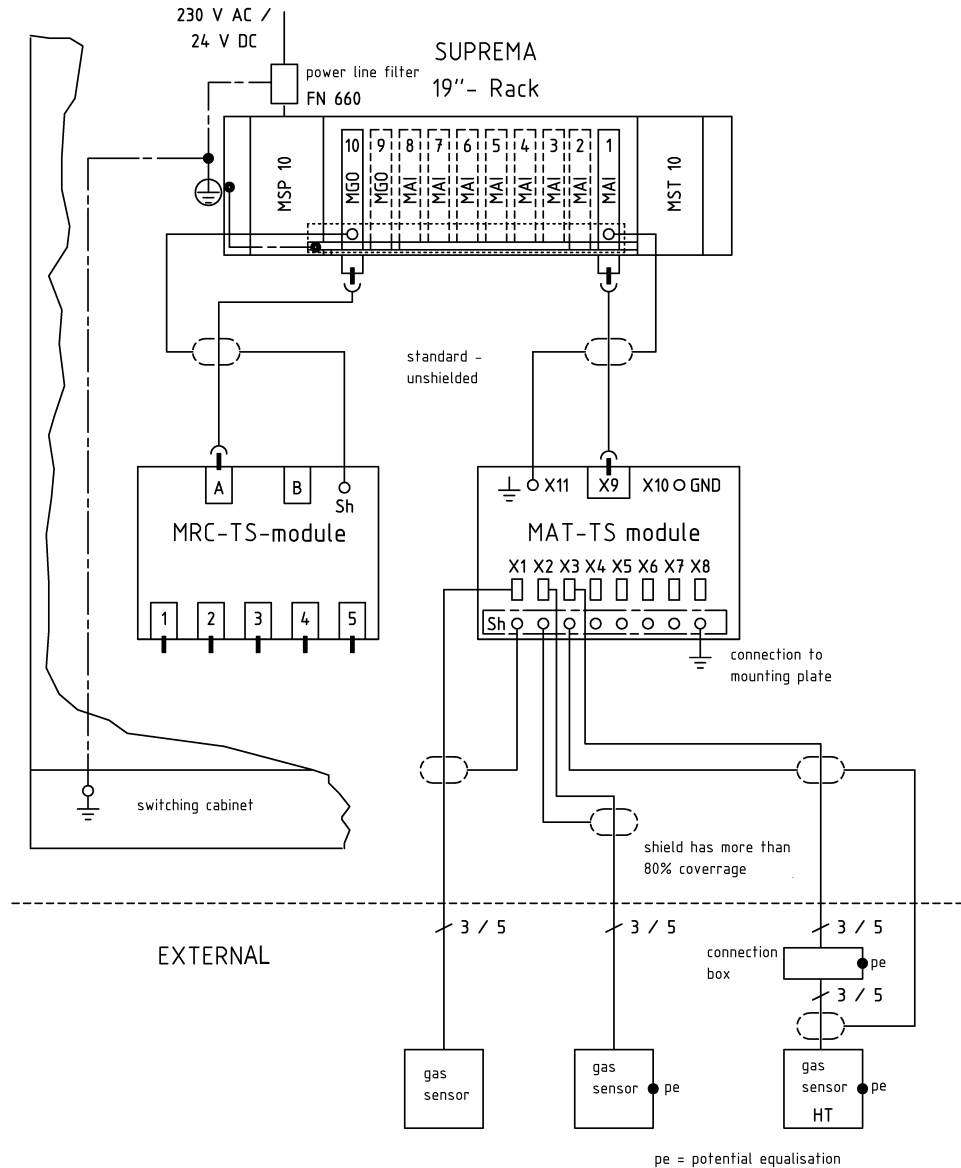 230 V AC /
24 V DC
SUPREMA
19"- Rack
power line filter
FN 660
MSP 10
10 9 8 7 6 5 4 3 2 1
MGO MGO MAI MAI MAI MAI MAI MAI MAI MAI
MST 10
standard -
unshielded
A B
Sh
MRC-TS-module
1 2 3 4 5
X11 X9 X10 GND
MAT-TS module
X1 X2 X3 X4 X5 X6 X7 X8
Sh
connection to
mounting plate
switching cabinet
shield has more than
80% coverrage
EXTERNAL
3 / 5 3 / 5 3 / 5
connection
box
pe
3 / 5
gas
sensor
gas
sensor
pe
gas
sensor
HT
pe
pe = potential equalisation